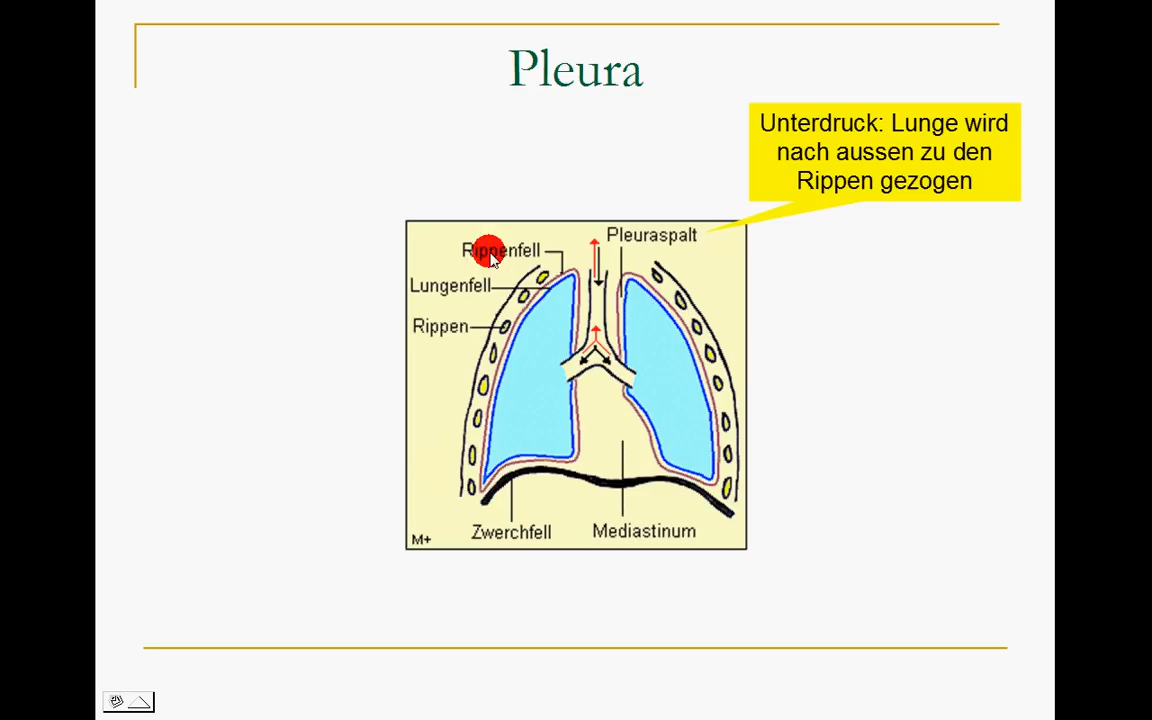 Pleura
Unterdruck: Lunge wird
nach aussen zu den
Rippen gezogen
Pleuraspalt
Rippenfell
Lungenfell
Rippen
Zwerchfell
Mediastinum
M+